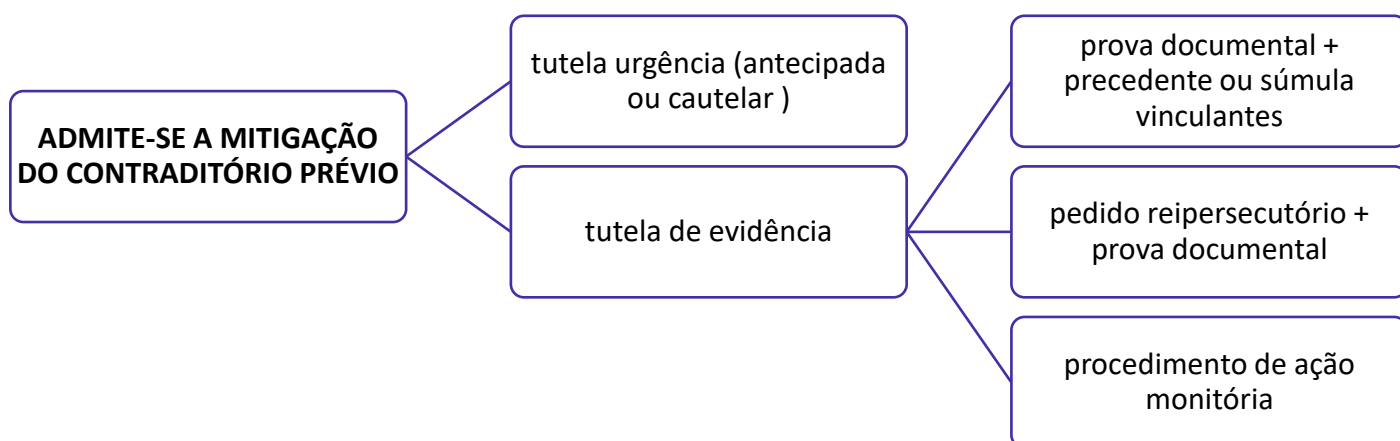 ADMITE-SE A MITIGAÇÃO
DO CONTRADITÓRIO PRÉVIO
tutela urgência (antecipada
ou cautelar )
tutela de evidência
prova documental +
precedente ou súmula
vinculantes
pedido reipersecutório +
prova documental
procedimento de ação
monitória